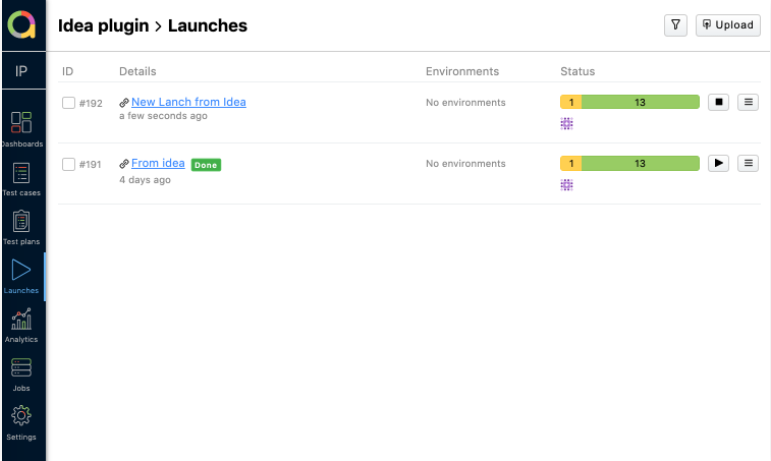 Idea plugin > Launches
Upload
IP
ID Details Environments Status
#192 New Lanch from Idea No environments 1 13
a few seconds ago
#191 From idea Done No environments 1 13
4 days ago
Dashboards
Test cases
Test plans
Launches
Analytics
Jobs
Settings